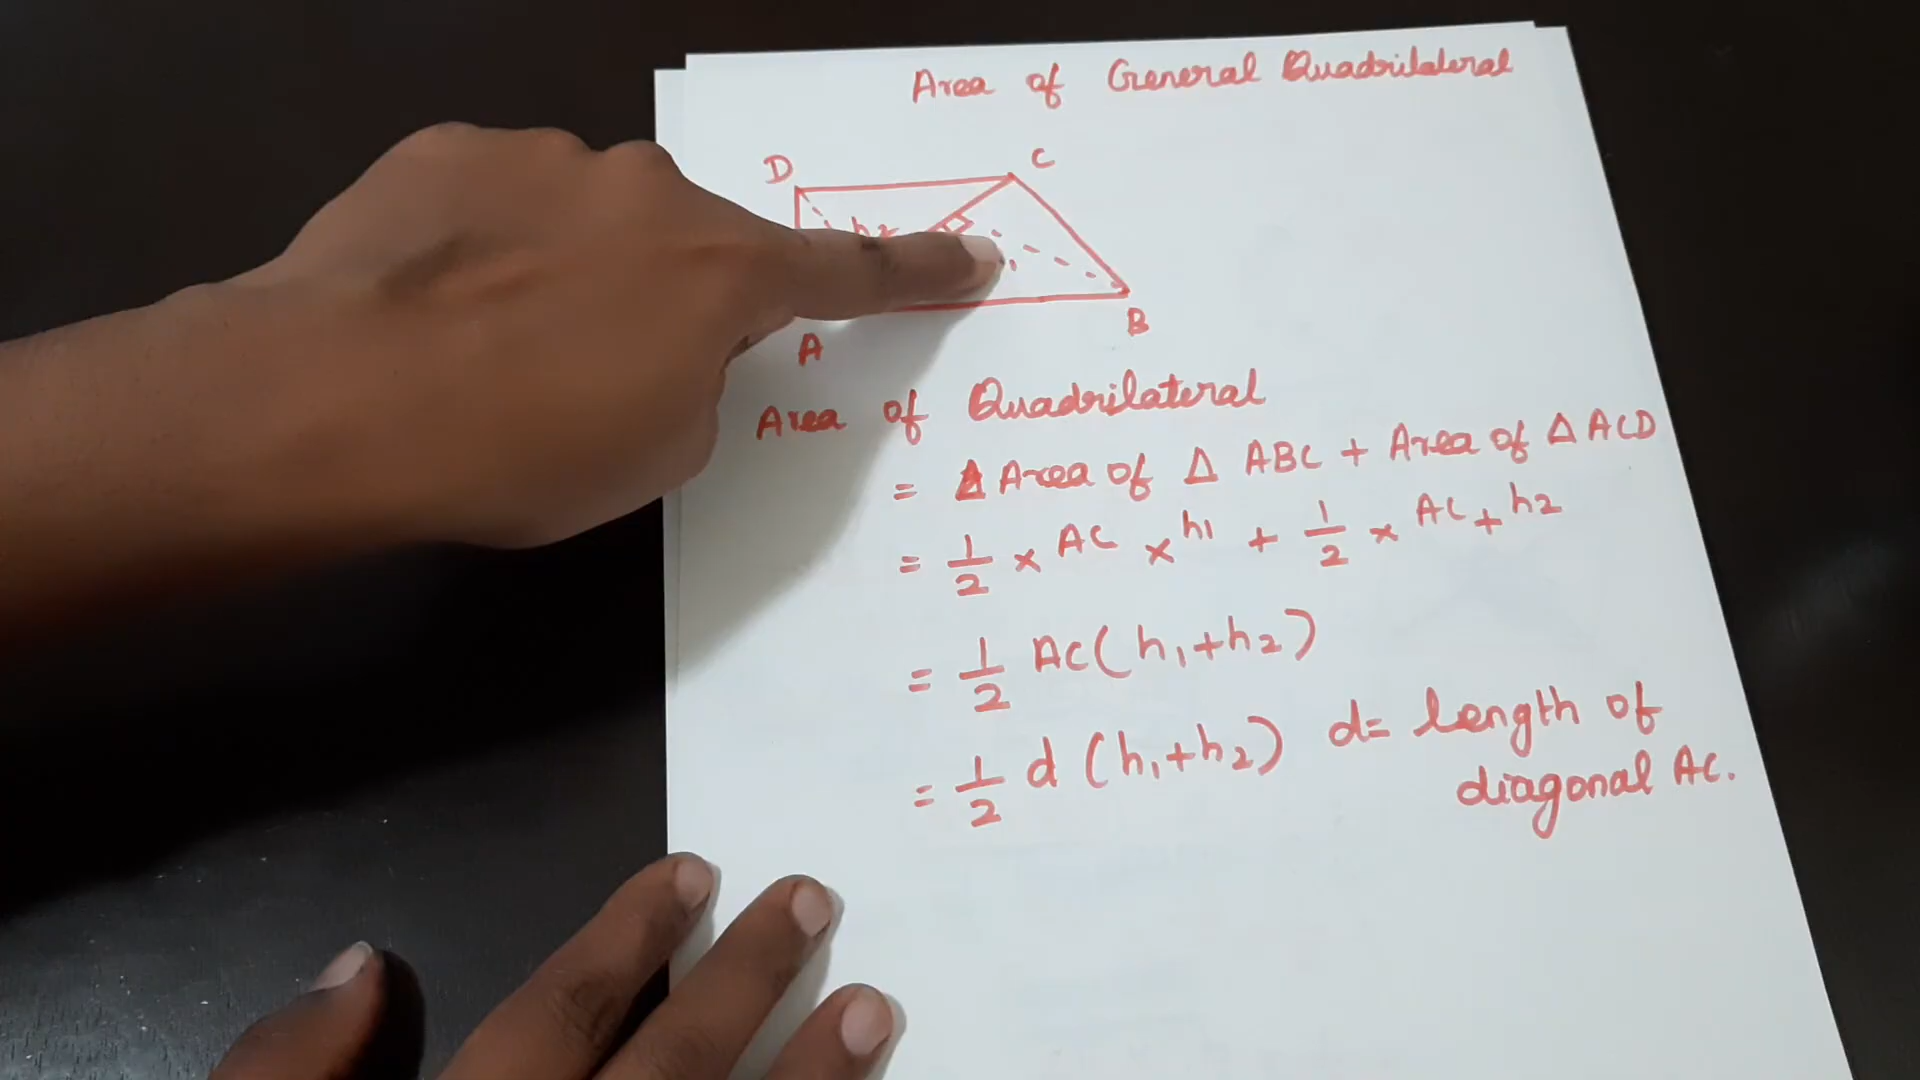 Area of General Quadrilateral
D
C
h2
A
B
Area of Quadrilateral
= Area of Δ ABC + Area of Δ ACD
= 1/2 × AC × h1 + 1/2 × AC + h2
= 1/2 AC (h1+h2)
= 1/2 d (h1+h2) d= length of
diagonal AC.